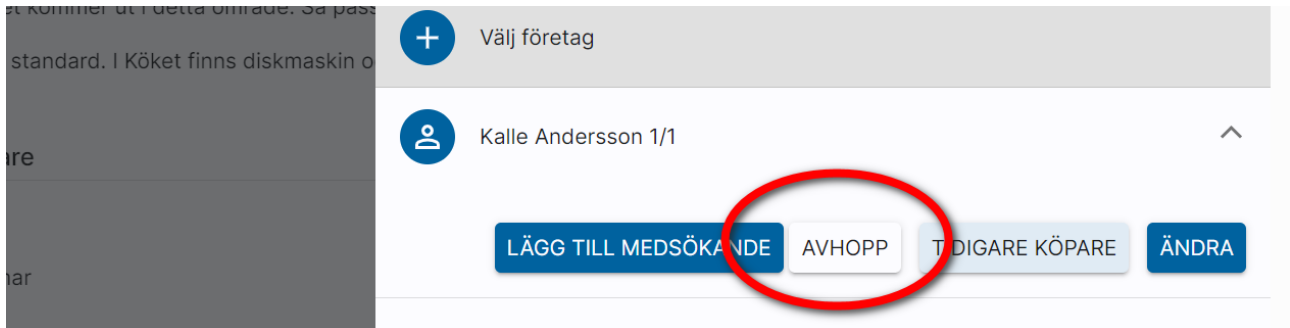 et kommer ut i detta område. Så pass
Välj företag
standard. I Köket finns diskmaskin o
Kalle Andersson 1/1
are
LÄGG TILL MEDSÖKANDE AVHOPP TIDIGARE KÖPARE ÄNDRA
nar